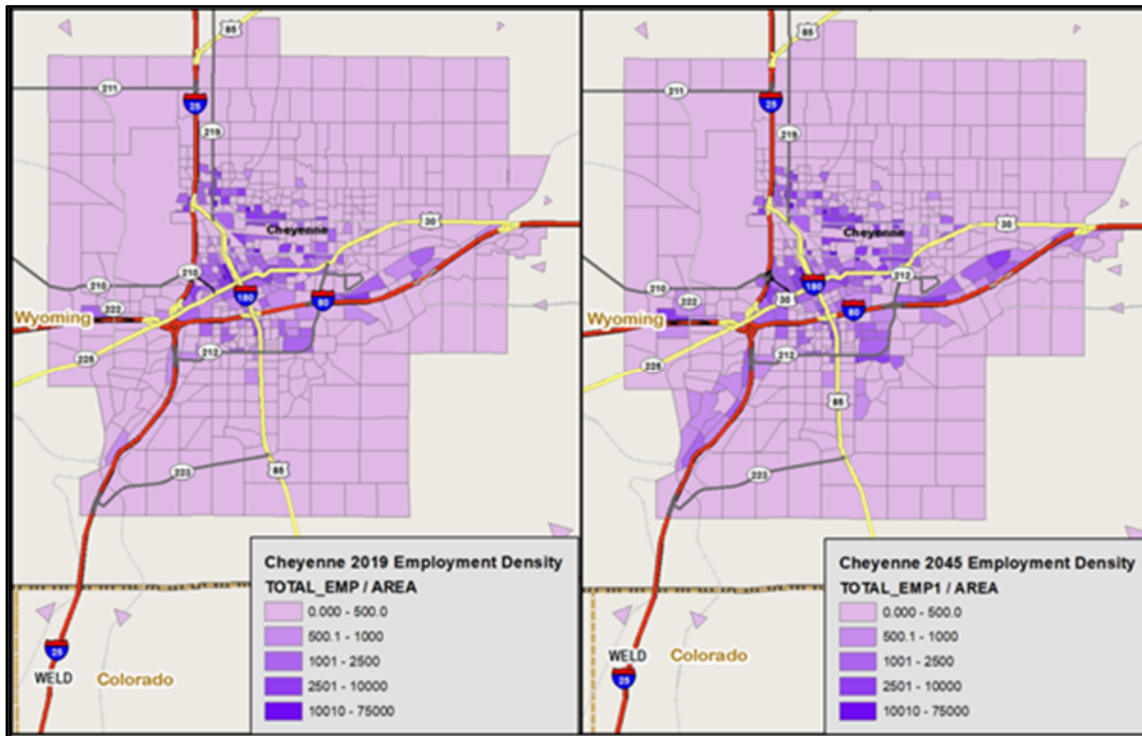 85
211
25
219
Cheyenne
30
210
210
222
180
80
Wyoming
225
212
223
85
Cheyenne 2019 Employment Density
TOTAL_EMP / AREA
0.000 - 500.0
500.1 - 1000
1001 - 2500
2501 - 10000
10010 - 75000
25
WELD
Colorado
85
211
25
219
Cheyenne
30
212
210
222
180
30
80
Wyoming
212
225
85
223
Cheyenne 2045 Employment Density
TOTAL_EMP1 / AREA
0.000 - 500.0
500.1 - 1000
1001 - 2500
2501 - 10000
10010 - 75000
WELD
Colorado
25